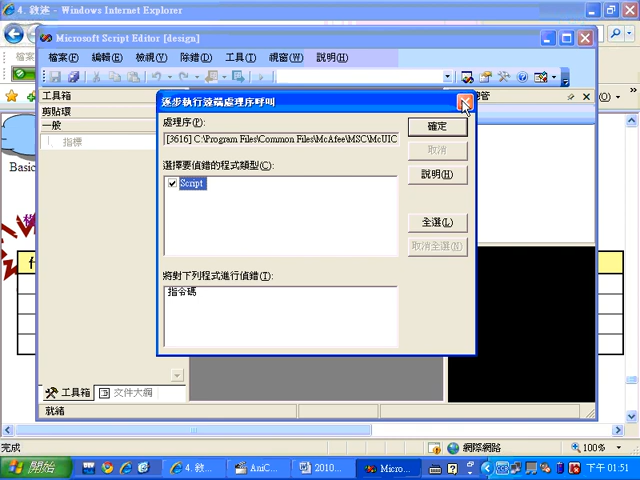 4. 敘述 - Windows Internet Explorer
Microsoft Script Editor [design]
檔案(F) 編輯(E) 檢視(V) 除錯(D) 工具(T) 視窗(W) 說明(H)
工具箱
剪貼環
一般
指標
Basic
逐步執行遠端處理序呼叫
處理序(P):
[3616] C:\Program Files\Common Files\McAfee\MSC\McUIC
選擇要偵錯的程式類型(C):
Script
將對下列程式進行偵錯(I):
指令碼
確定
取消
說明(H)
全選(L)
取消全選(N)
總管
工具箱 文件大綱
就緒
完成
網際網路
100%
開始
4. 敘...
AniC...
2010...
Micro...
下午 01:51